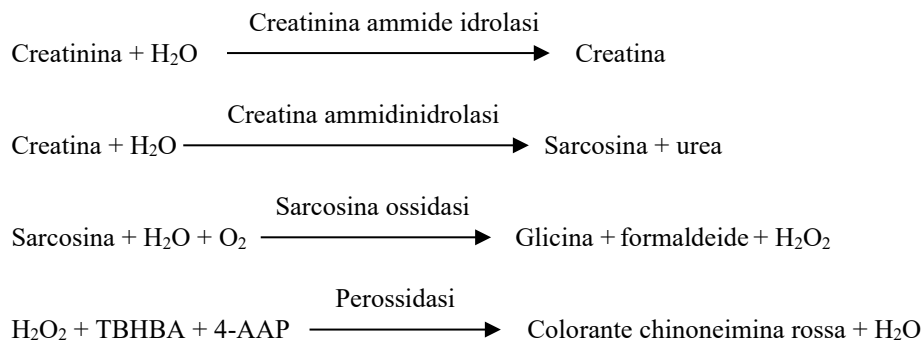 Creatinina ammide idrolasi
Creatinina + H₂O Creatina
Creatina ammidinidrolasi
Creatina + H₂O Sarcosina + urea
Sarcosina ossidasi
Sarcosina + H₂O + O₂ Glicina + formaldeide + H₂O₂
Perossidasi
H₂O₂ + TBHBA + 4-AAP Colorante chinoneimina rossa + H₂O